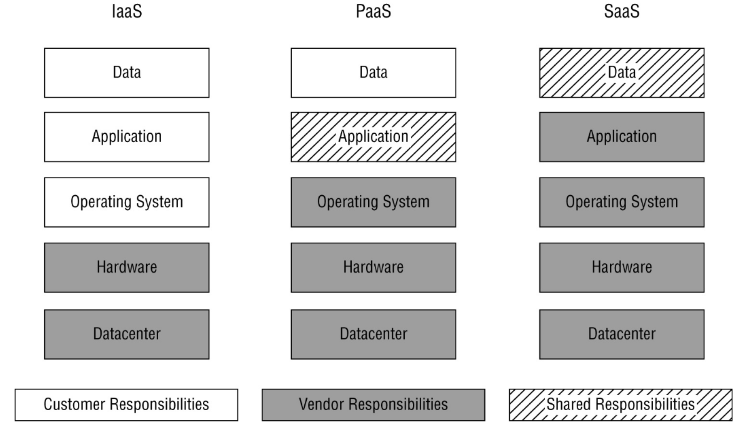 IaaS PaaS SaaS
Data Data Data
Application Application Application
Operating System Operating System Operating System
Hardware Hardware Hardware
Datacenter Datacenter Datacenter
Customer Responsibilities Vendor Responsibilities Shared Responsibilities